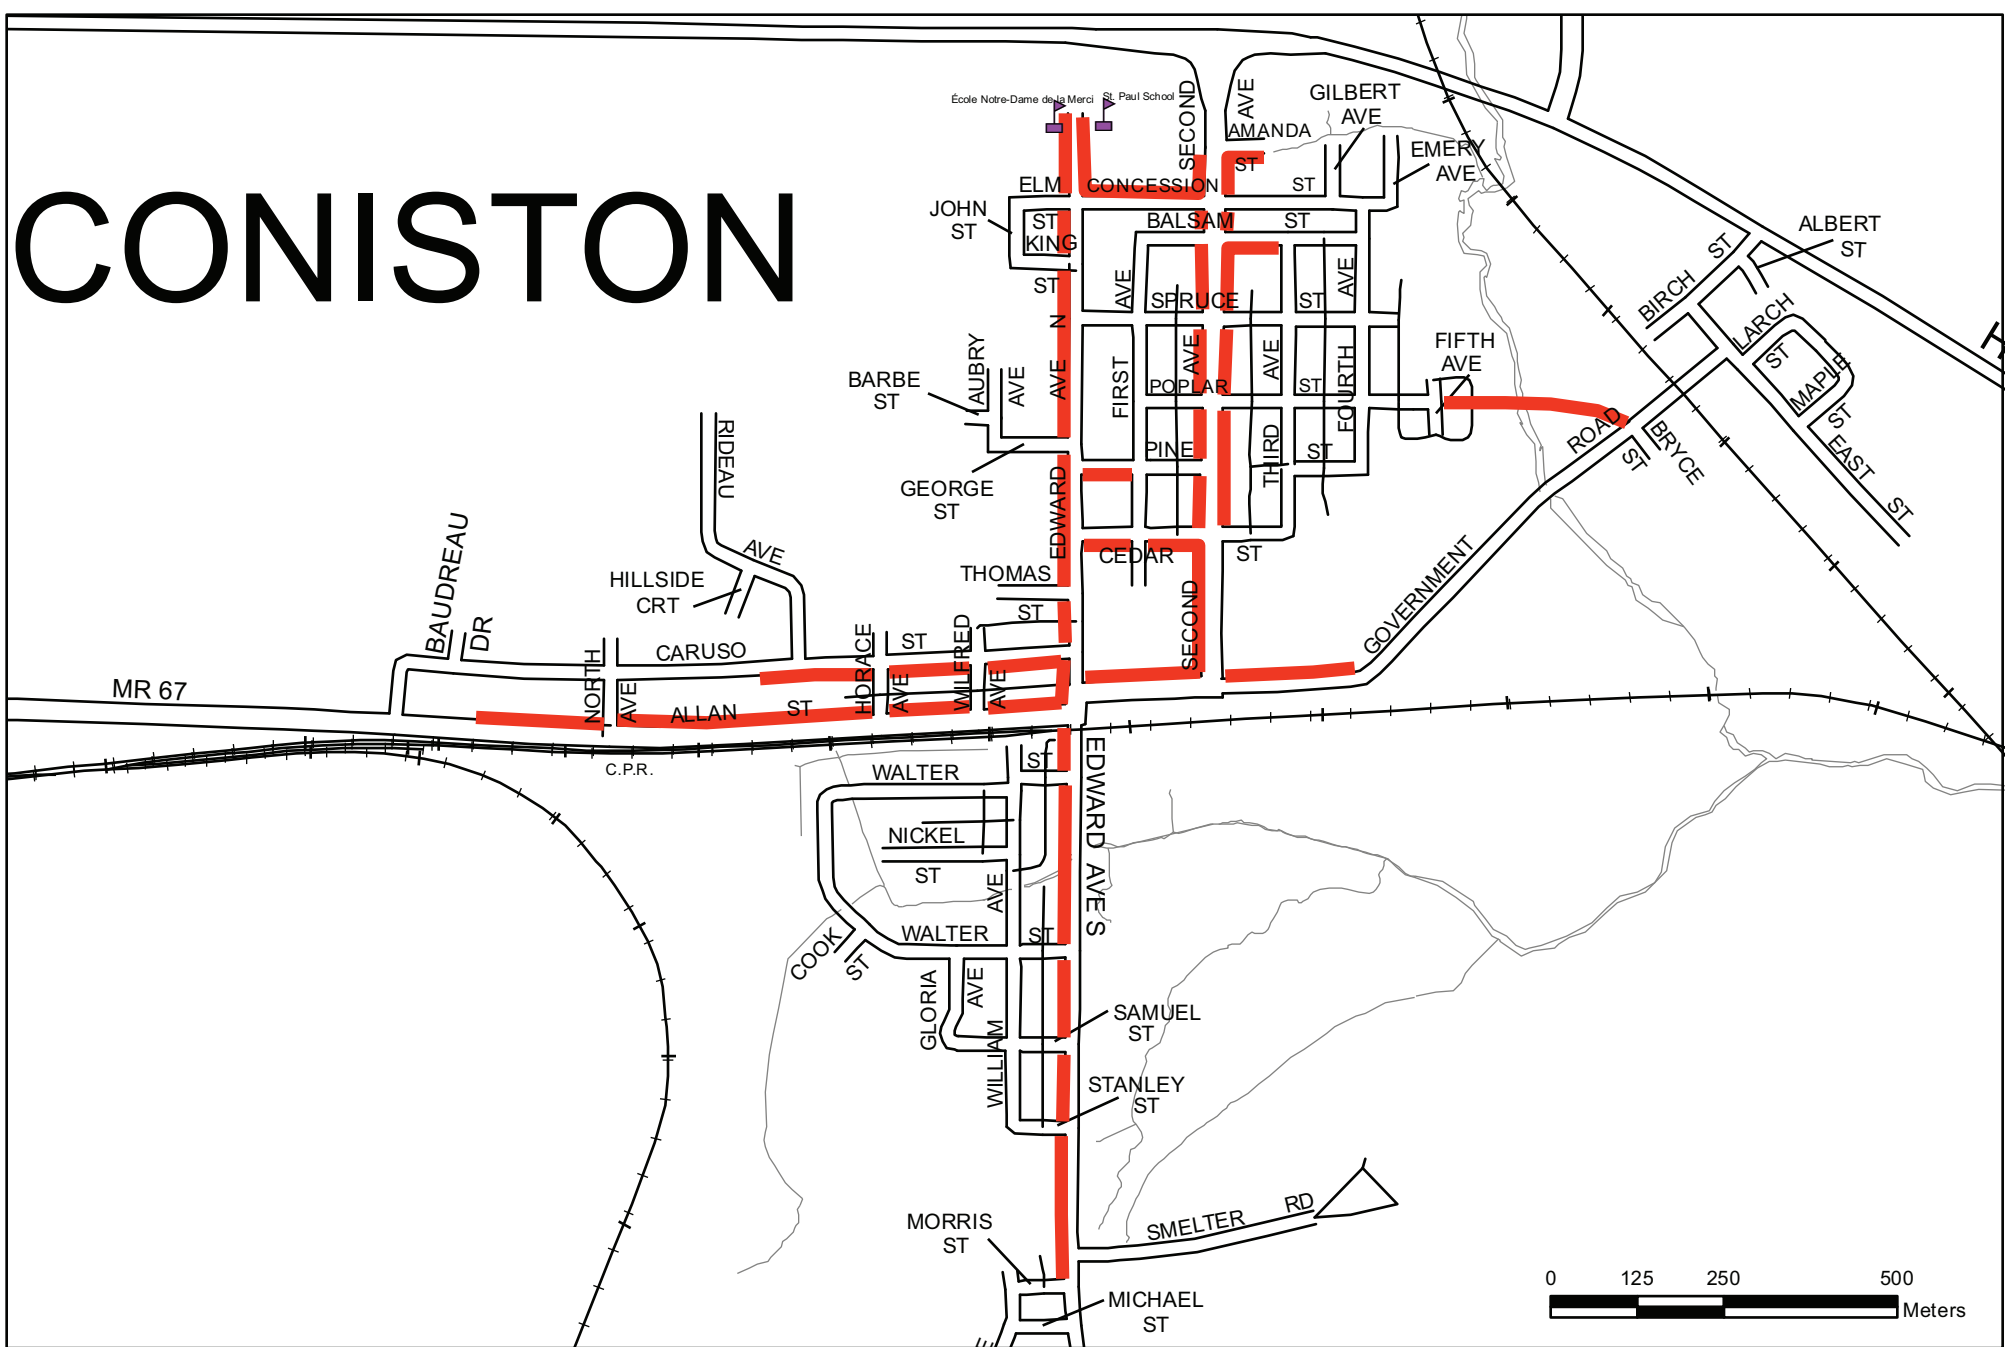 École Notre-Dame de la Merci
St. Paul School
SECOND
AVE
GILBERT
AVE
AMANDA
ST
EMERY
AVE
CONISTON
ELM
CONCESSION
ST
JOHN
ST
ST
KING
BALSAM
ST
ALBERT
ST
ST
BIRCH
ST
AVE
SPRUCE
ST
AVE
N
LARCH
ST
MAPLE
ST
EAST
ST
FIFTH
AVE
BARBE
ST
AUBRY
AVE
AVE
FIRST
AVE
POPLAR
AVE
ST
FOURTH
RIDEAU
AVE
PINE
THIRD
ST
ROAD
ST
BRYCE
GEORGE
ST
EDWARD
CEDAR
ST
BAUDREAU
DR
HILLSIDE
CRT
THOMAS
ST
SECOND
GOVERNMENT
MR 67
NORTH
AVE
CARUSO
ST
HORACE
AVE
WILFRED
AVE
ALLAN
ST
C.P.R.
WALTER
ST
EDWARD AVE S
NICKEL
ST
AVE
WALTER
ST
COOK
ST
GLORIA
AVE
WILLIAM
SAMUEL
ST
STANLEY
ST
MORRIS
ST
SMELTER
RD
MICHAEL
ST
0 125 250 500
Meters